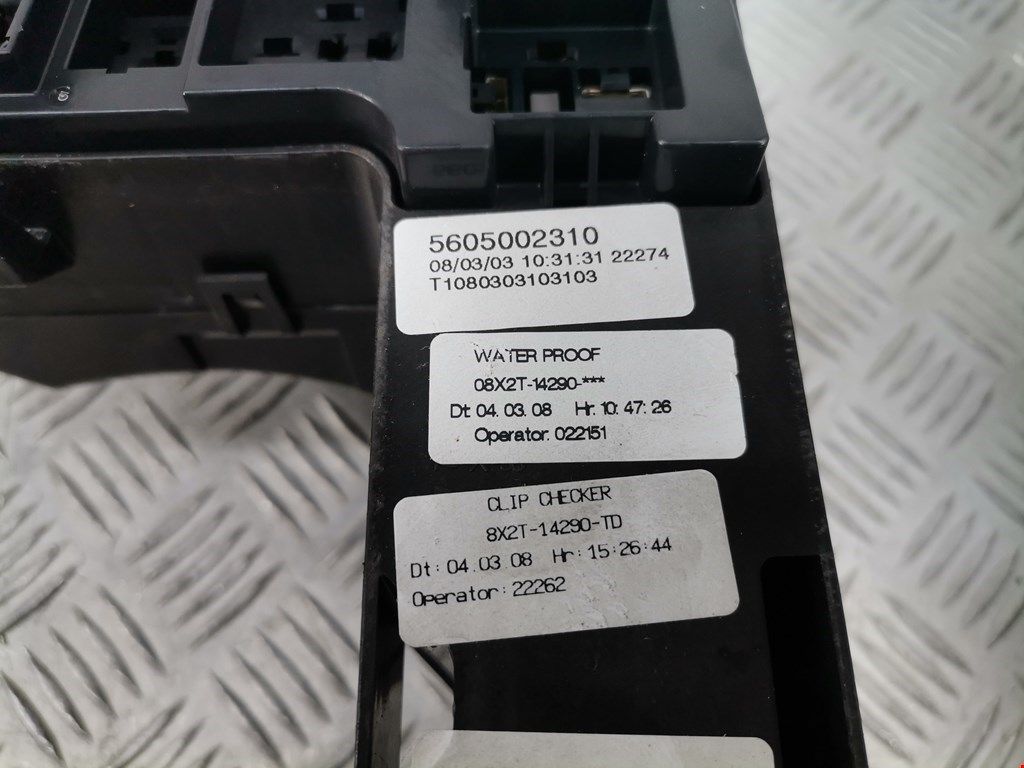 5605002310
08/03/03 10:31:31 22274
T1080303103103
WATER PROOF
08X2T-14290-***
Dt: 04. 03. 08 Hr: 10: 47: 26
Operator: 022151
CLIP CHECKER
8X2T-14290-TD
Dt: 04.03.08 Hr: 15:26:44
Operator: 22262